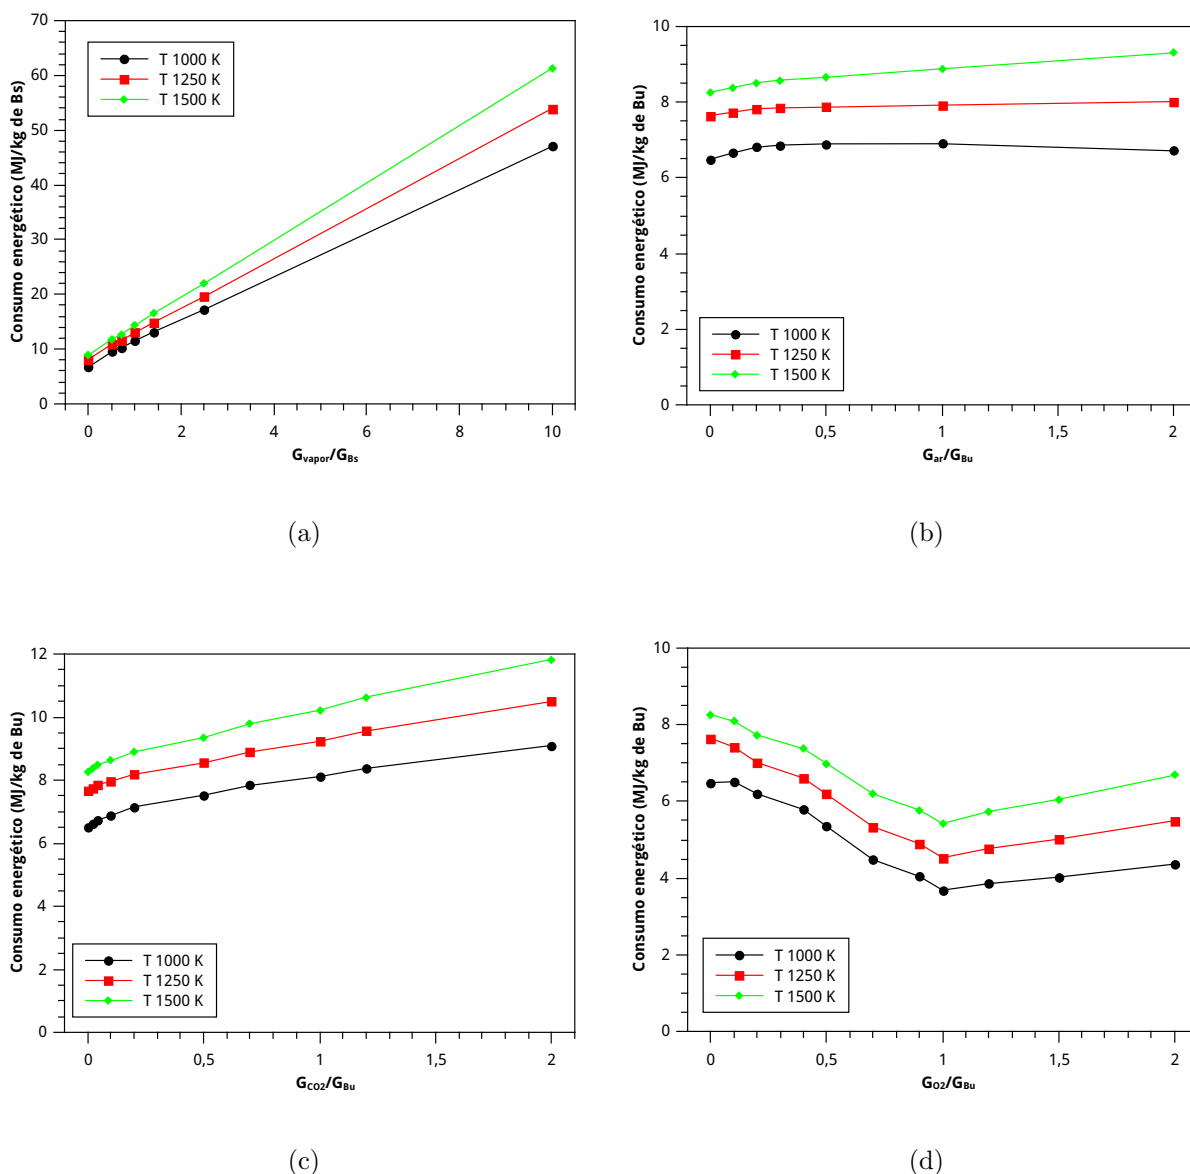 70
60
50
40
30
20
10
0
Consumo energético (MJ/kg de Bs)
T 1000 K
T 1250 K
T 1500 K
0 2 4 6 8 10
Gvapor/GBs
(a)
10
8
6
4
2
0
Consumo energético (MJ/kg de Bu)
T 1000 K
T 1250 K
T 1500 K
0 0,5 1 1,5 2
Gar/GBu
(b)
12
10
8
6
4
2
0
Consumo energético (MJ/kg de Bu)
T 1000 K
T 1250 K
T 1500 K
0 0,5 1 1,5 2
GCO2/GBu
(c)
10
8
6
4
2
0
Consumo energético (MJ/kg de Bu)
T 1000 K
T 1250 K
T 1500 K
0 0,5 1 1,5 2
GO2/GBu
(d)